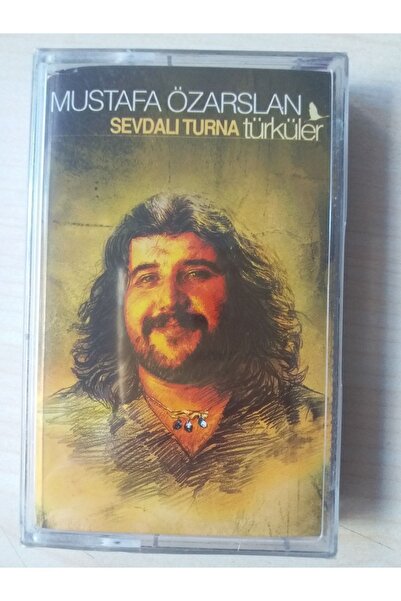 MUSTAFA ÖZARSLAN
SEVDALI TURNA türküler